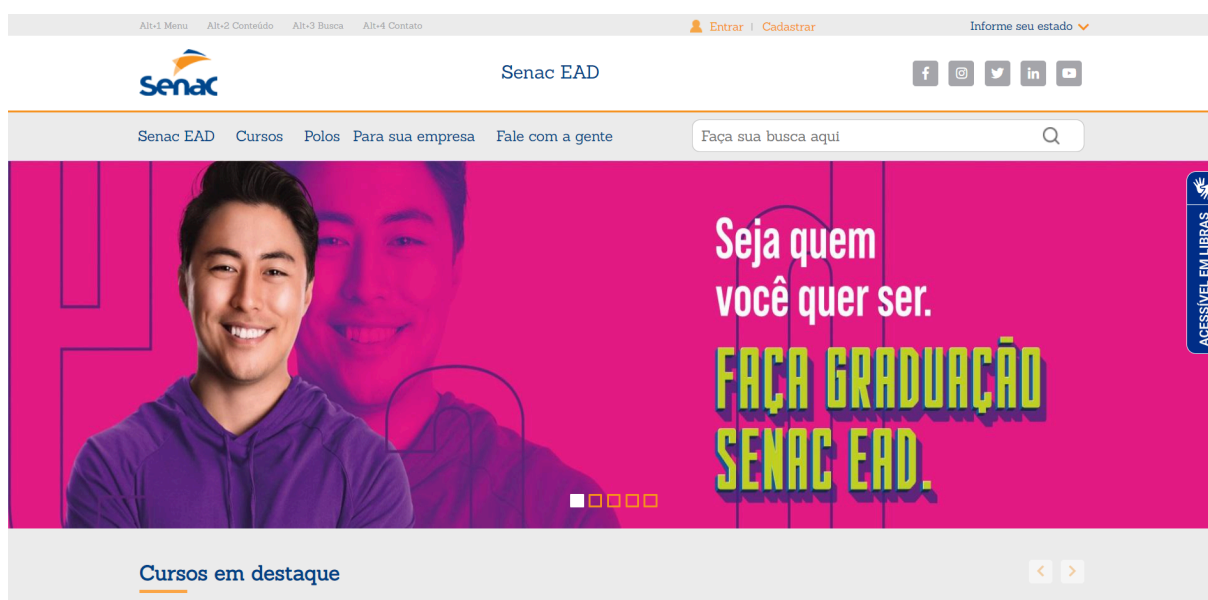 Alt+1 Menu Alt+2 Conteúdo Alt+3 Busca Alt+4 Contato
Entrar | Cadastrar
Informe seu estado
Senac
Senac EAD
Senac EAD Cursos Polos Para sua empresa Fale com a gente
Faça sua busca aqui
Seja quem
você quer ser.
FAÇA GRADUAÇÃO
SENAC EAD.
ACESSÍVEL EM LIBRAS
Cursos em destaque